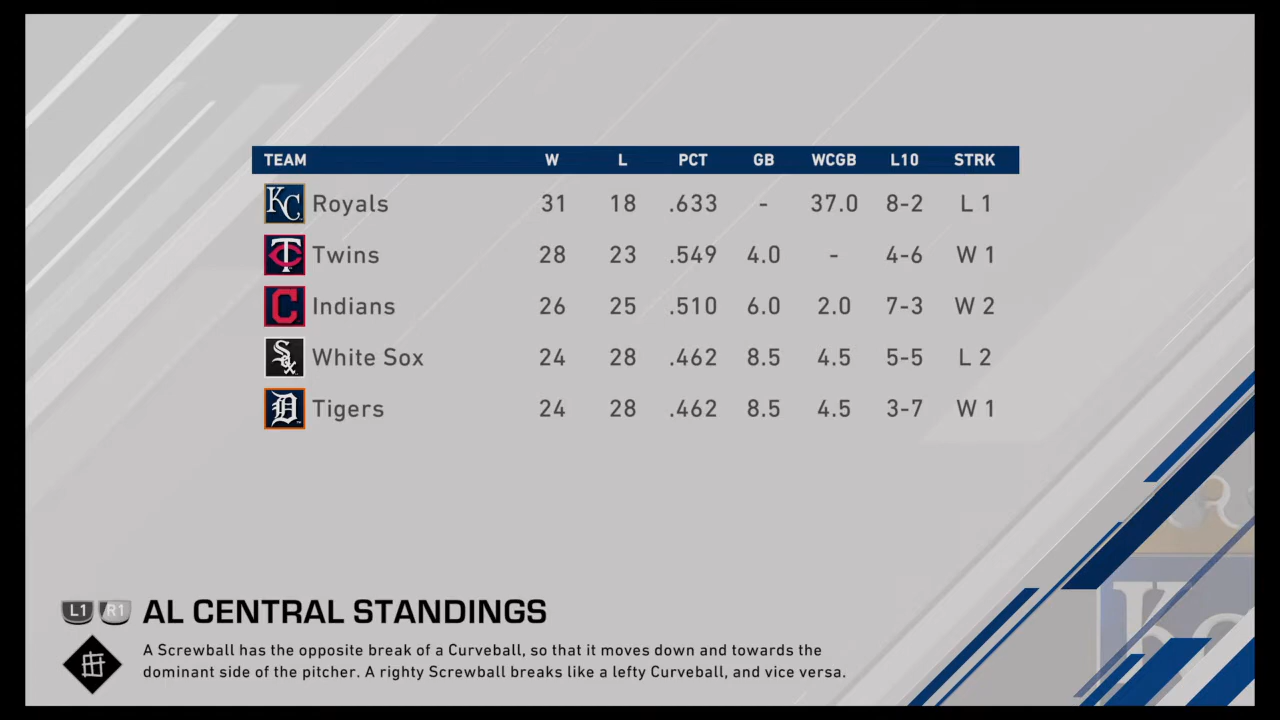 TEAM W L PCT GB WCGB L10 STRK
KC Royals 31 18 .633 - 37.0 8-2 L 1
TC Twins 28 23 .549 4.0 - 4-6 W 1
C Indians 26 25 .510 6.0 2.0 7-3 W 2
Sox White Sox 24 28 .462 8.5 4.5 5-5 L 2
D Tigers 24 28 .462 8.5 4.5 3-7 W 1
L1 R1 AL CENTRAL STANDINGS
A Screwball has the opposite break of a Curveball, so that it moves down and towards the
dominant side of the pitcher. A righty Screwball breaks like a lefty Curveball, and vice versa.
R
KC